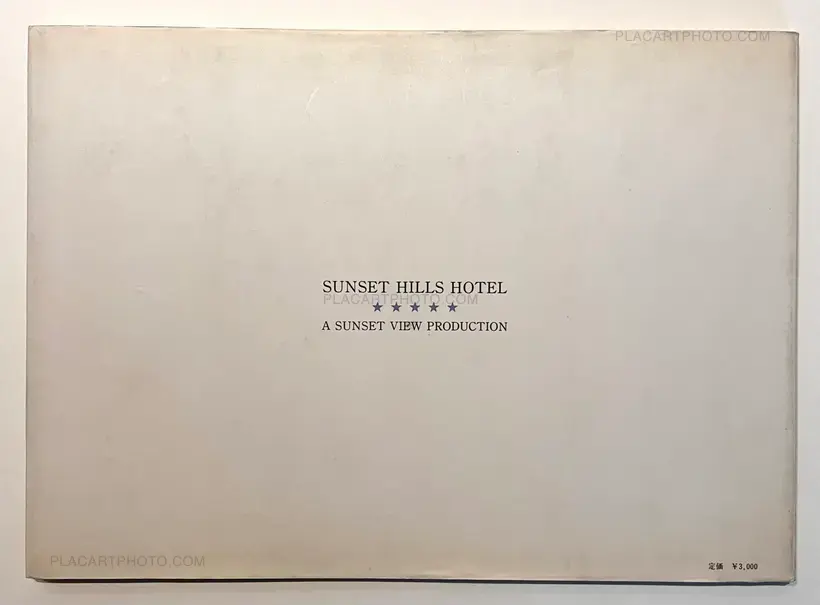 PLACARTPHOTO.COM
SUNSET HILLS HOTEL
PLACARTPHOTO.COM
★ ★ ★ ★ ★
A SUNSET VIEW PRODUCTION
PLACARTPHOTO.COM
定価 ¥3,000